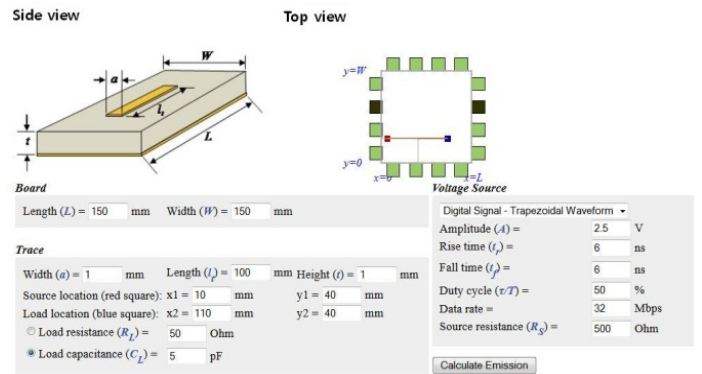 Side view
Top view
W
a
l_t
L
t
y=W
y=0
x=0
x=L
Board
Length (L) = 150 mm Width (W) = 150 mm
Trace
Width (a) = 1 mm Length (l_t) = 100 mm Height (t) = 1 mm
Source location (red square): x1 = 10 mm y1 = 40 mm
Load location (blue square): x2 = 110 mm y2 = 40 mm
Load resistance (R_L) = 50 Ohm
Load capacitance (C_L) = 5 pF
Voltage Source
Digital Signal - Trapezoidal Waveform
Amplitude (A) = 2.5 V
Rise time (t_r) = 6 ns
Fall time (t_f) = 6 ns
Duty cycle (τ/T) = 50 %
Data rate = 32 Mbps
Source resistance (R_S) = 500 Ohm
Calculate Emission